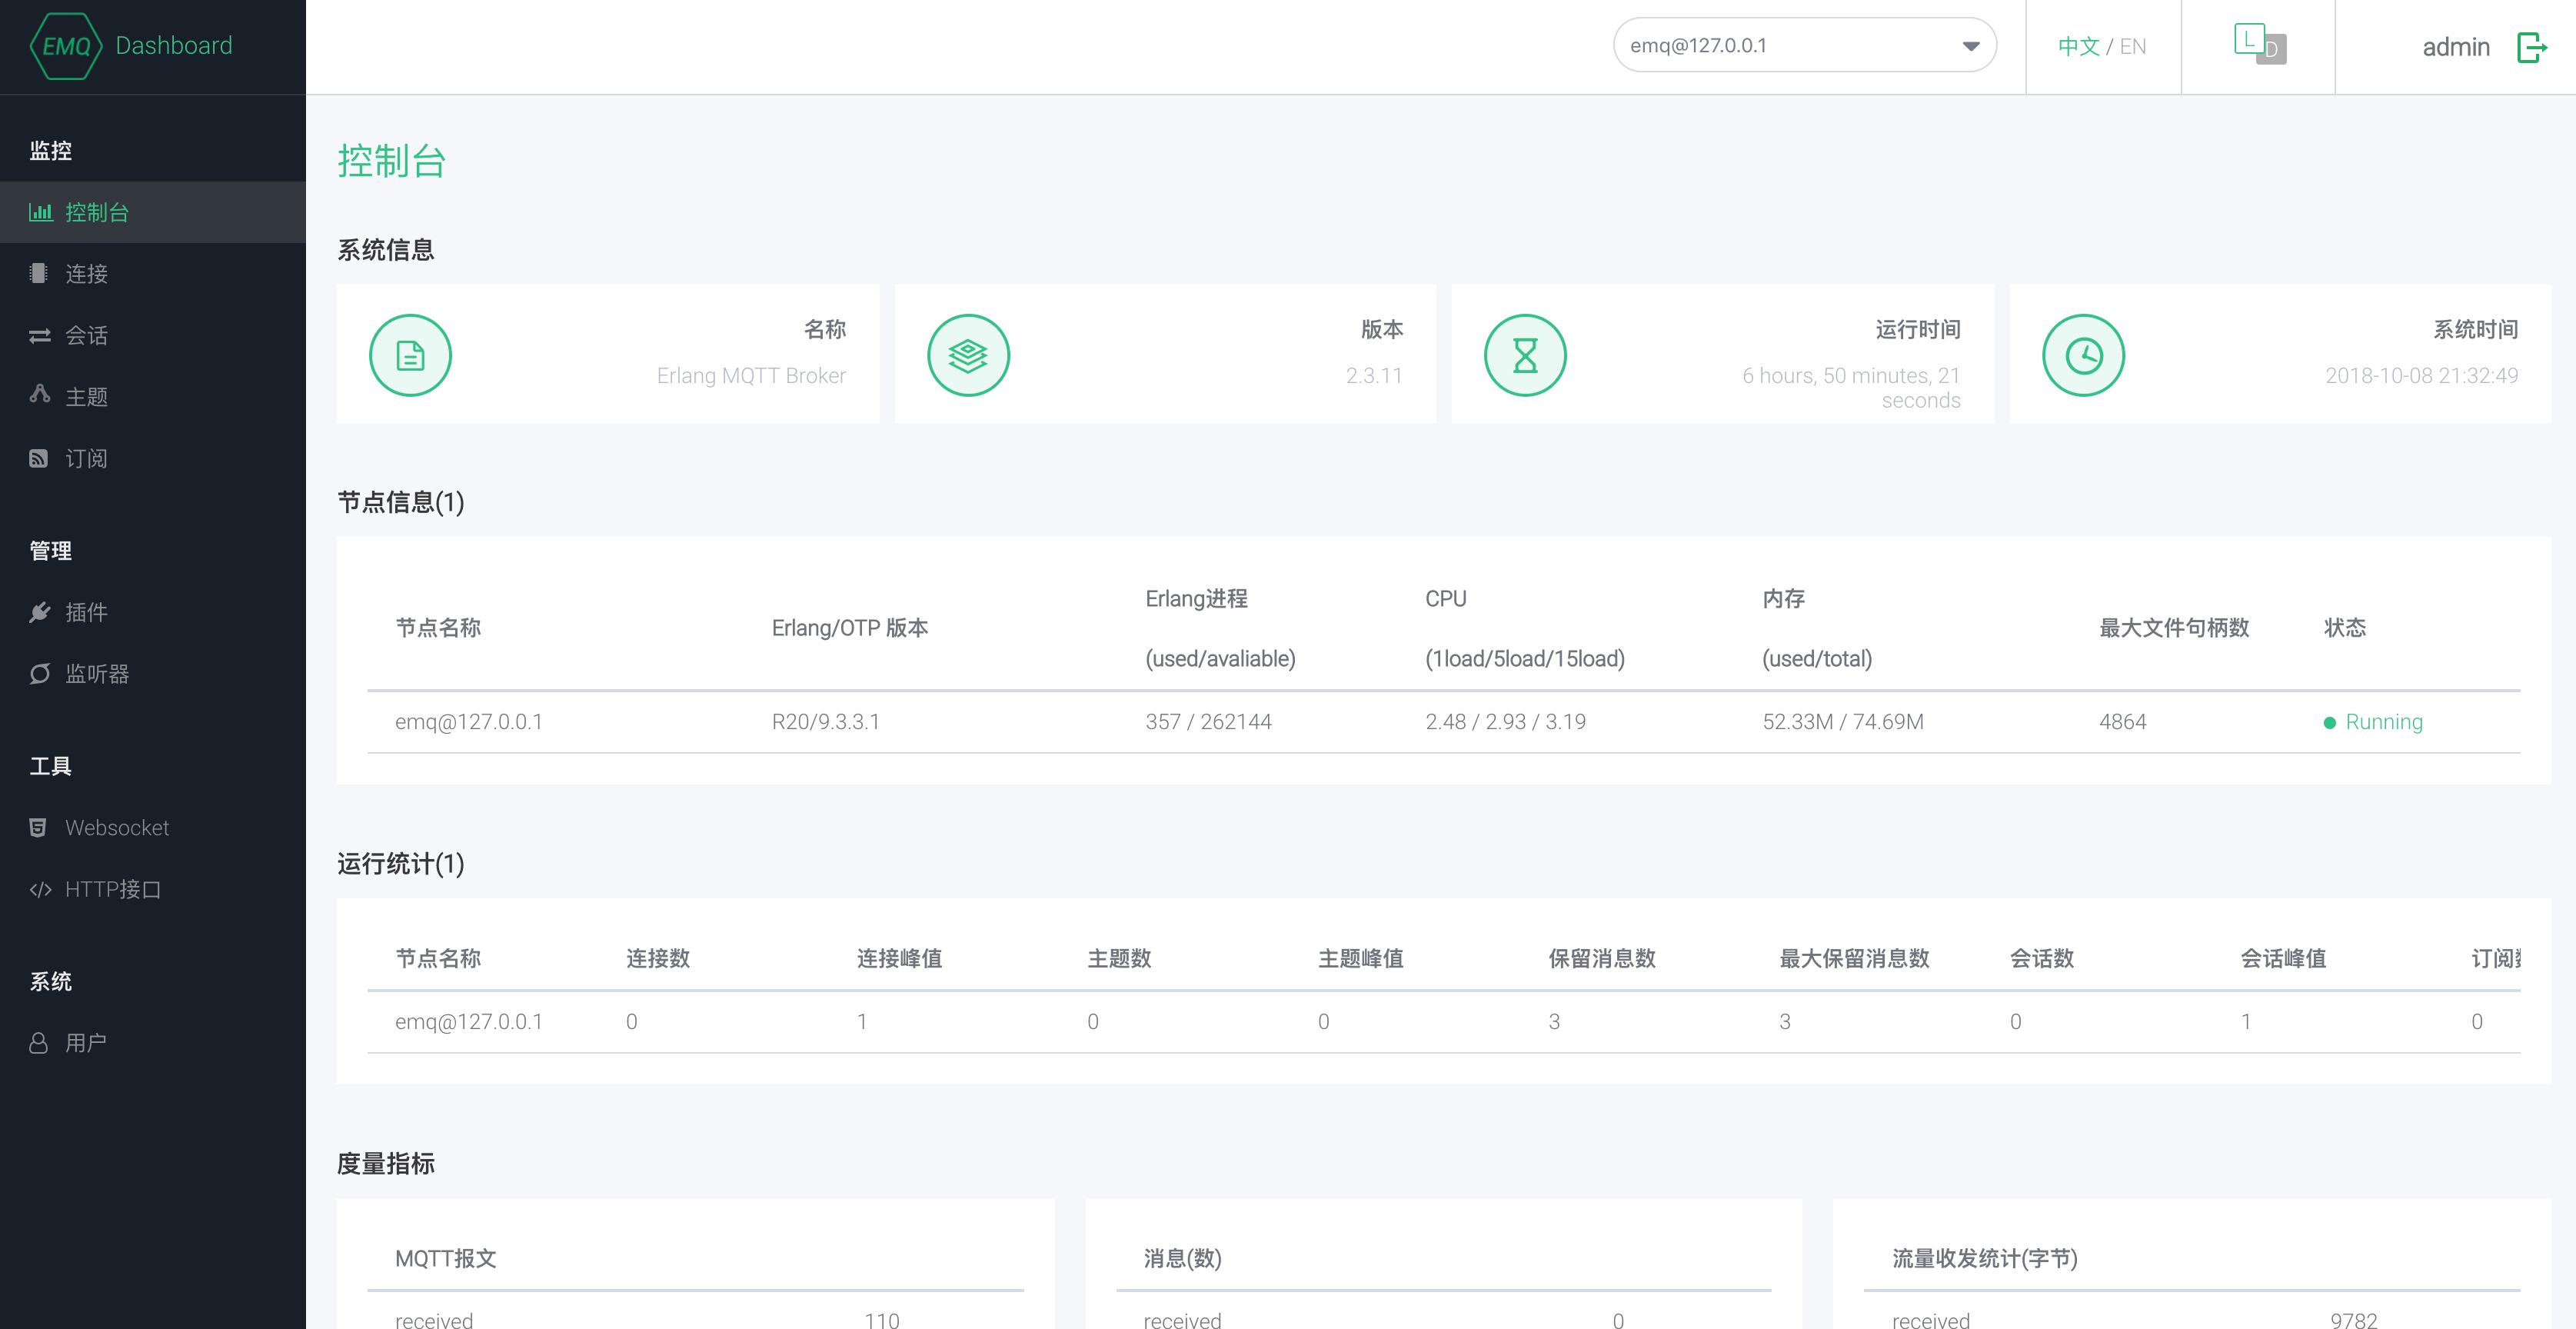 EMQ Dashboard
emq@127.0.0.1
中文 / EN
L
D
admin
监控
控制台
连接
会话
主题
订阅
管理
插件
监听器
工具
Websocket
HTTP接口
系统
用户
控制台
系统信息
名称
Erlang MQTT Broker
版本
2.3.11
运行时间
6 hours, 50 minutes, 21
seconds
系统时间
2018-10-08 21:32:49
节点信息(1)
节点名称 Erlang/OTP 版本 Erlang进程 (used/avaliable) CPU (1load/5load/15load) 内存 (used/total) 最大文件句柄数 状态
emq@127.0.0.1 R20/9.3.3.1 357 / 262144 2.48 / 2.93 / 3.19 52.33M / 74.69M 4864 Running
运行统计(1)
节点名称 连接数 连接峰值 主题数 主题峰值 保留消息数 最大保留消息数 会话数 会话峰值 订阅
emq@127.0.0.1 0 1 0 0 3 3 0 1 0
度量指标
MQTT报文
received 110
消息(数)
received 0
流量收发统计(字节)
received 9782